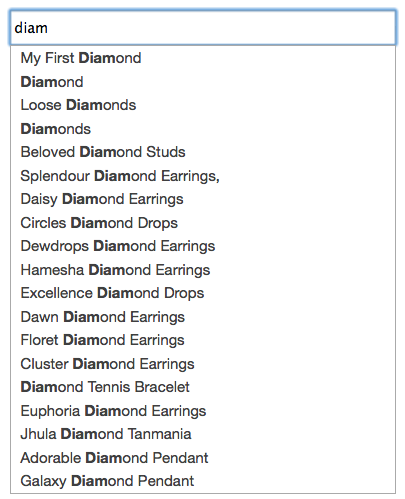 diam
My First Diamond
Diamond
Loose Diamonds
Diamonds
Beloved Diamond Studs
Splendour Diamond Earrings,
Daisy Diamond Earrings
Circles Diamond Drops
Dewdrops Diamond Earrings
Hamesha Diamond Earrings
Excellence Diamond Drops
Dawn Diamond Earrings
Floret Diamond Earrings
Cluster Diamond Earrings
Diamond Tennis Bracelet
Euphoria Diamond Earrings
Jhula Diamond Tanmania
Adorable Diamond Pendant
Galaxy Diamond Pendant